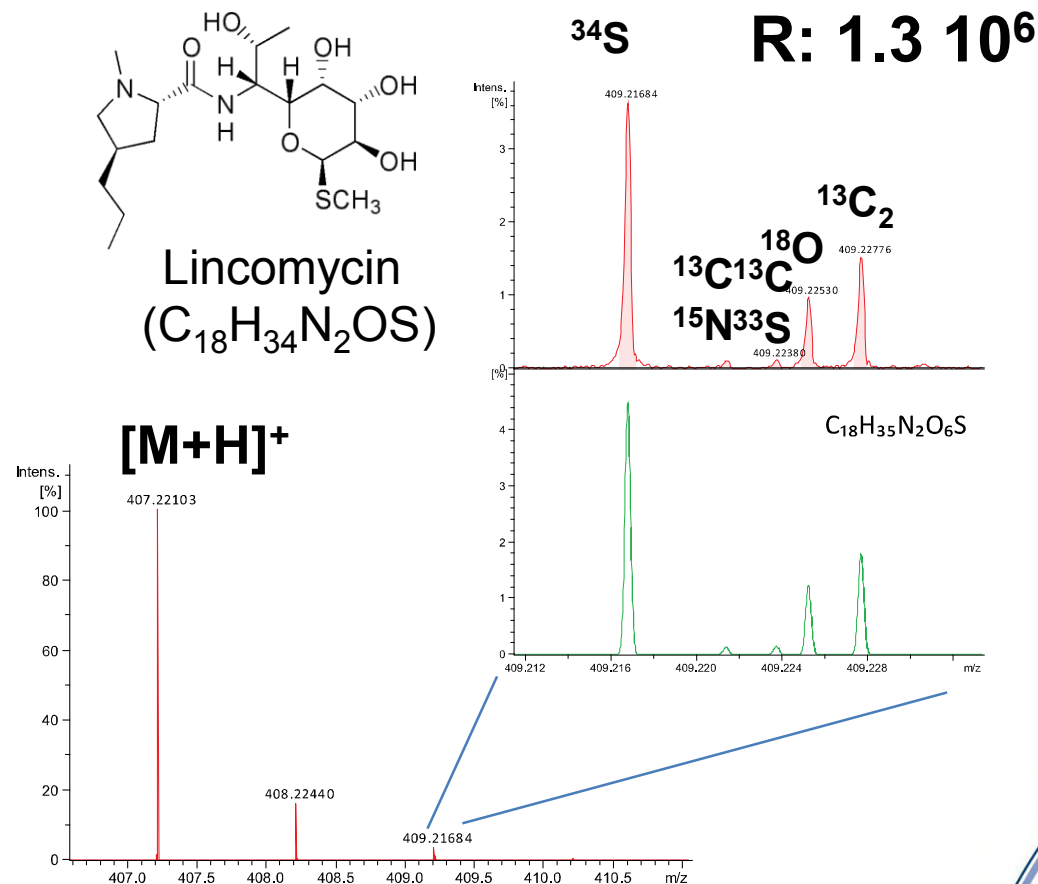 HO
O
H
H
OH
N
N
H
OH
O
OH
SCH₃
Lincomycin
(C₁₈H₃₄N₂OS)
³⁴S
R: 1.3 10⁶
Intens.
[%]
409.21684
3
2
1
0
¹³C₂
¹⁸O
409.22776
¹³C¹³C
409.22530
¹⁵N³³S
409.22380
[%]
4
3
2
1
0
C₁₈H₃₅N₂O₆S
409.212 409.216 409.220 409.224 409.228 m/z
[M+H]⁺
Intens.
[%]
100
80
60
40
20
0
407.22103
408.22440
409.21684
407.0 407.5 408.0 408.5 409.0 409.5 410.0 410.5 m/z